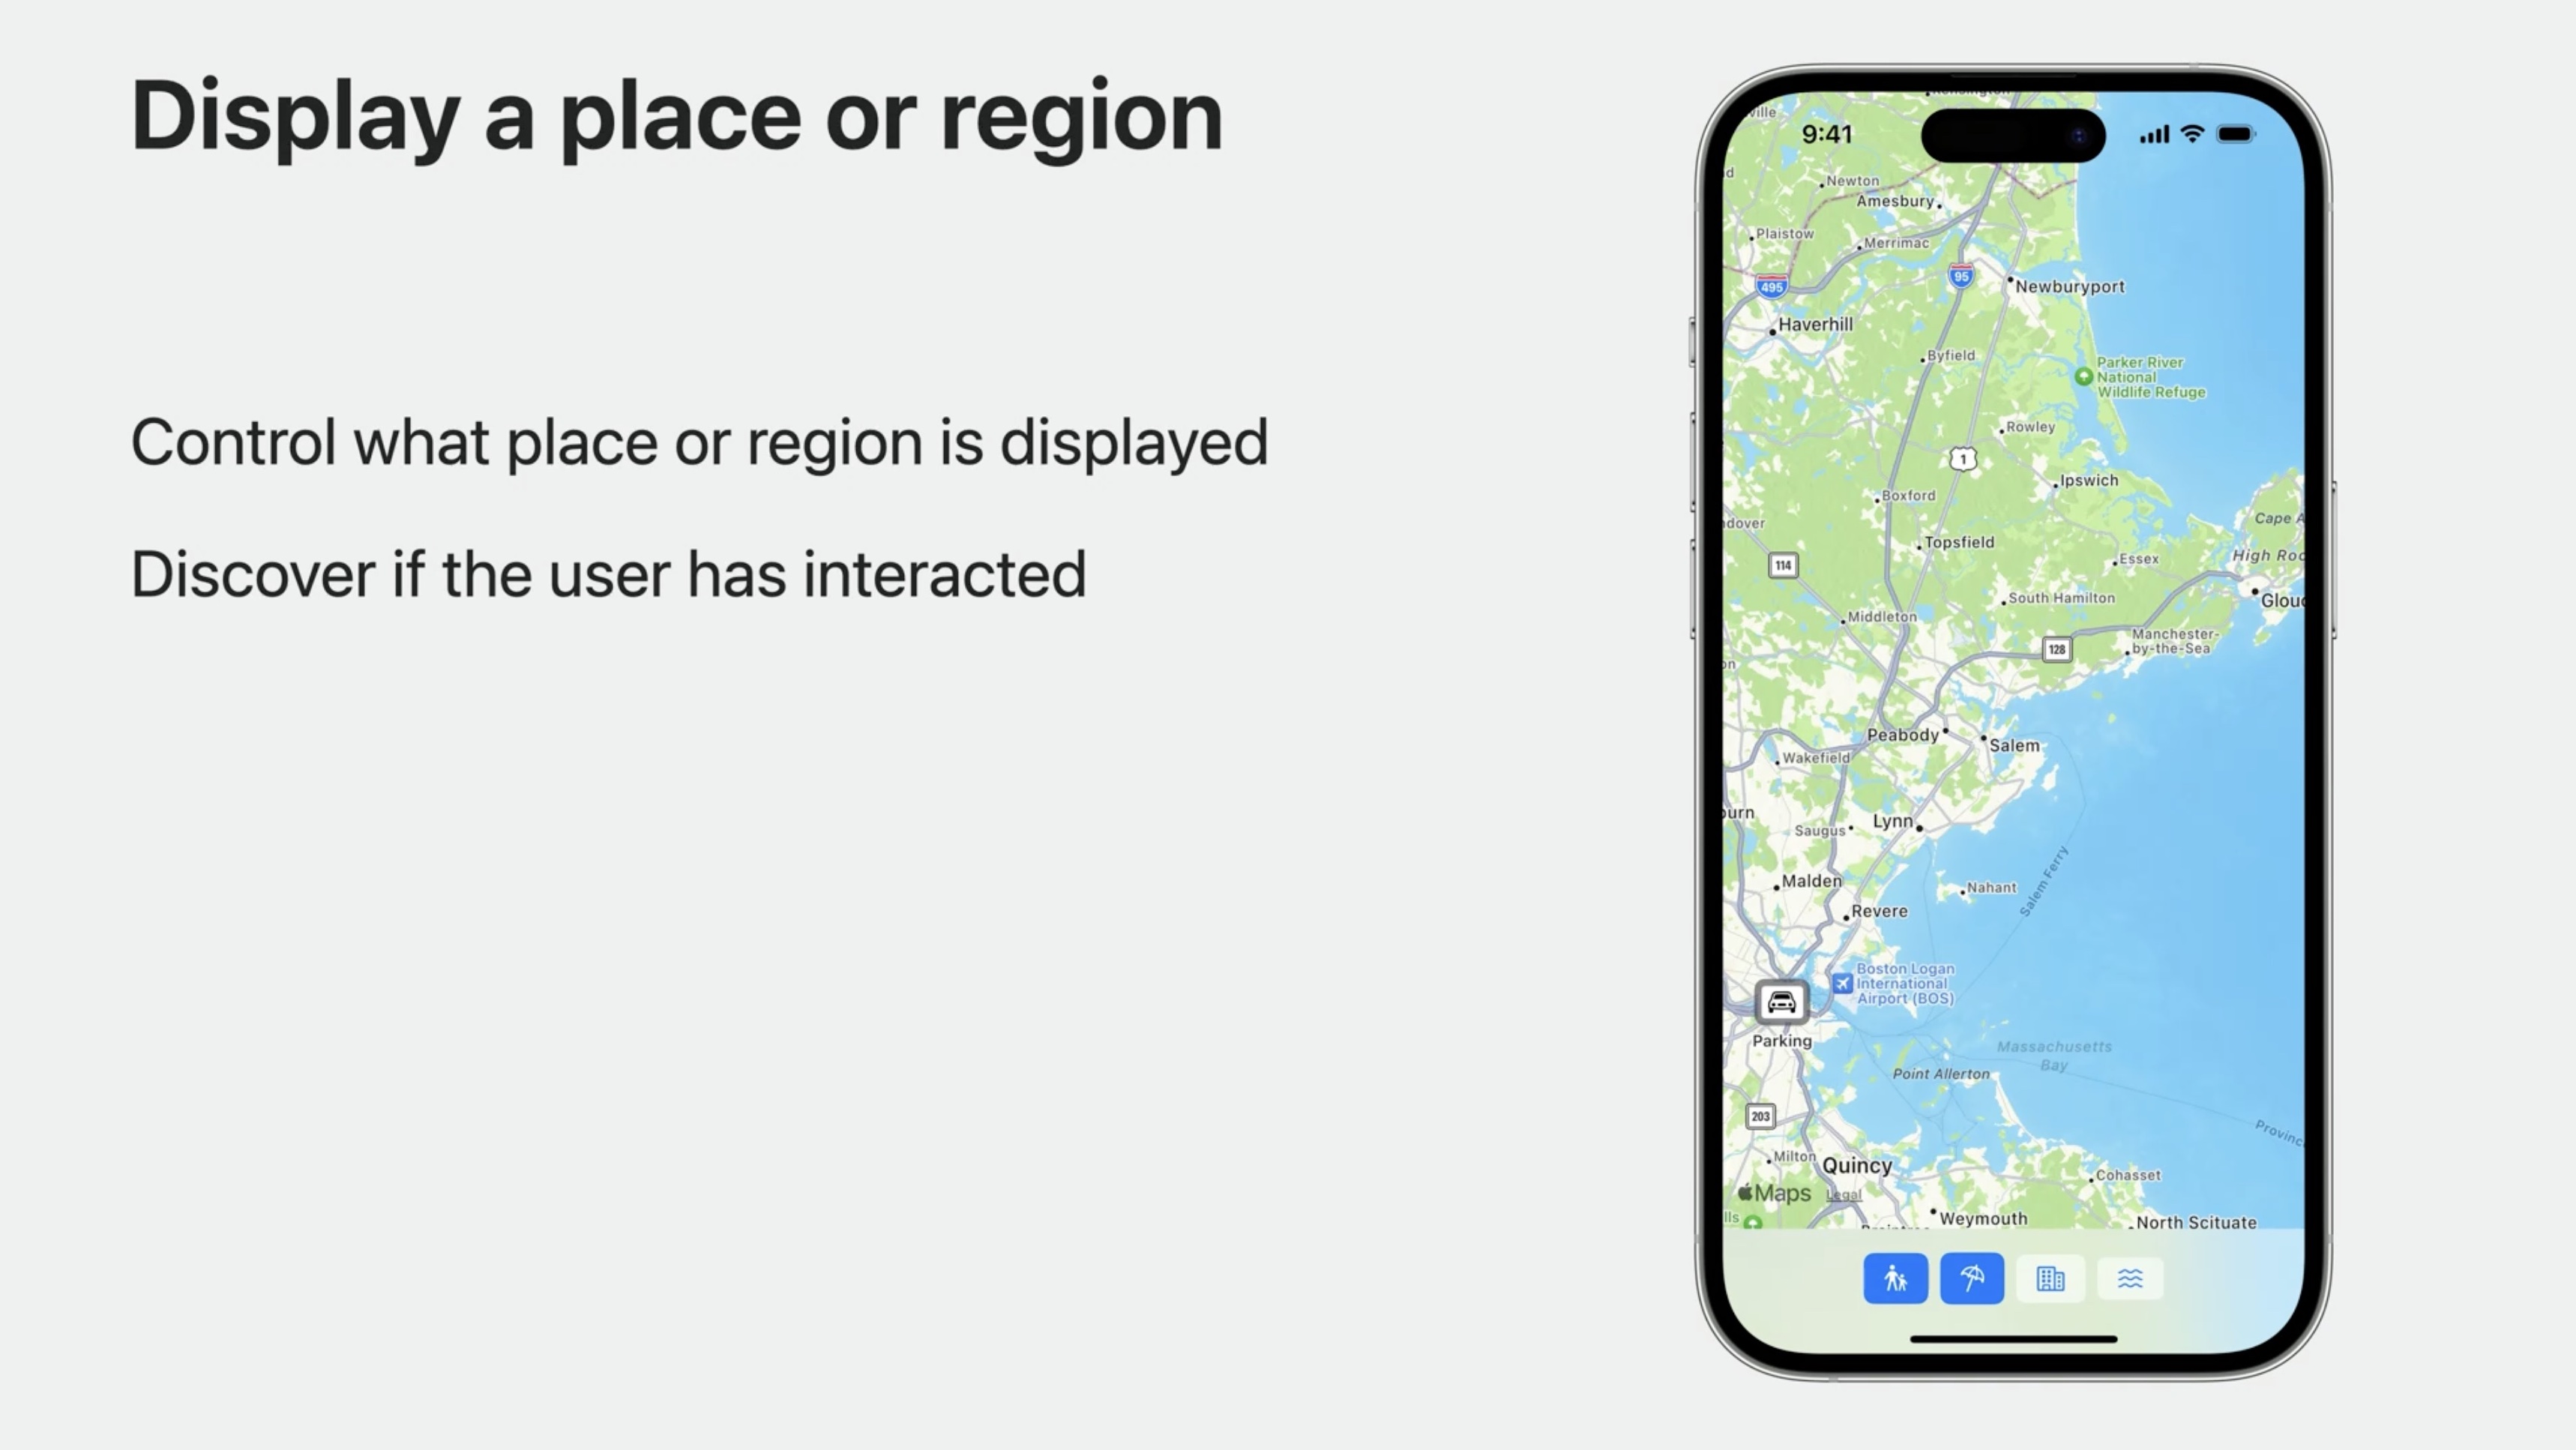 Display a place or region
Control what place or region is displayed
Discover if the user has interacted
9:41
Newton
Amesbury
Plaistow
Merrimac
95
495
Newburyport
Haverhill
Byfield
Parker River
National
Wildlife Refuge
Rowley
1
Ipswich
Boxford
Cape A
dover
Topsfield
High Roc
Essex
114
South Hamilton
Glouc
Middleton
Manchester-
by-the-Sea
128
Peabody
Salem
Wakefield
urn
Lynn
Saugus
Salem Ferry
Malden
Nahant
Revere
Boston Logan
International
Airport (BOS)
Parking
Massachusetts
Bay
Point Allerton
203
Provinc
Milton
Quincy
Cohasset
Maps
Legal
lls
Weymouth
North Scituate